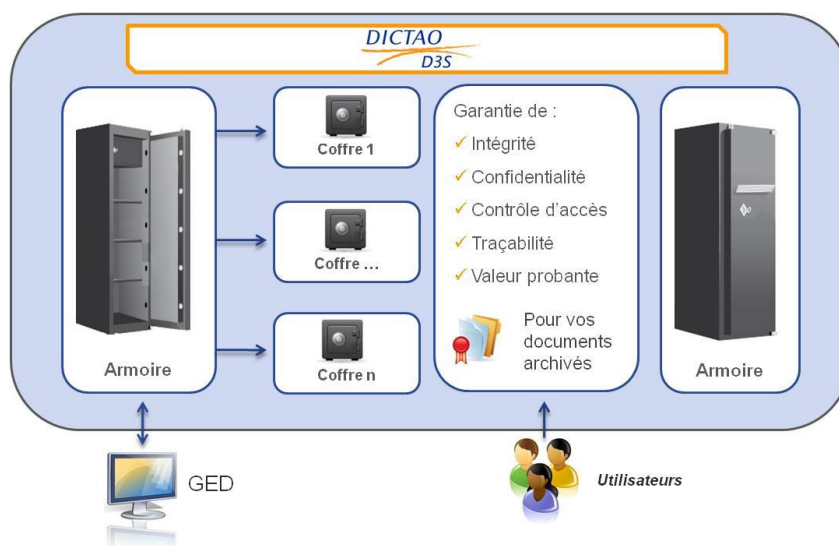 DICTAO
D3S
Armoire
Coffre 1
Coffre ...
Coffre n
Garantie de :
Intégrité
Confidentialité
Contrôle d'accès
Traçabilité
Valeur probante
Pour vos
documents
archivés
Armoire
GED
Utilisateurs